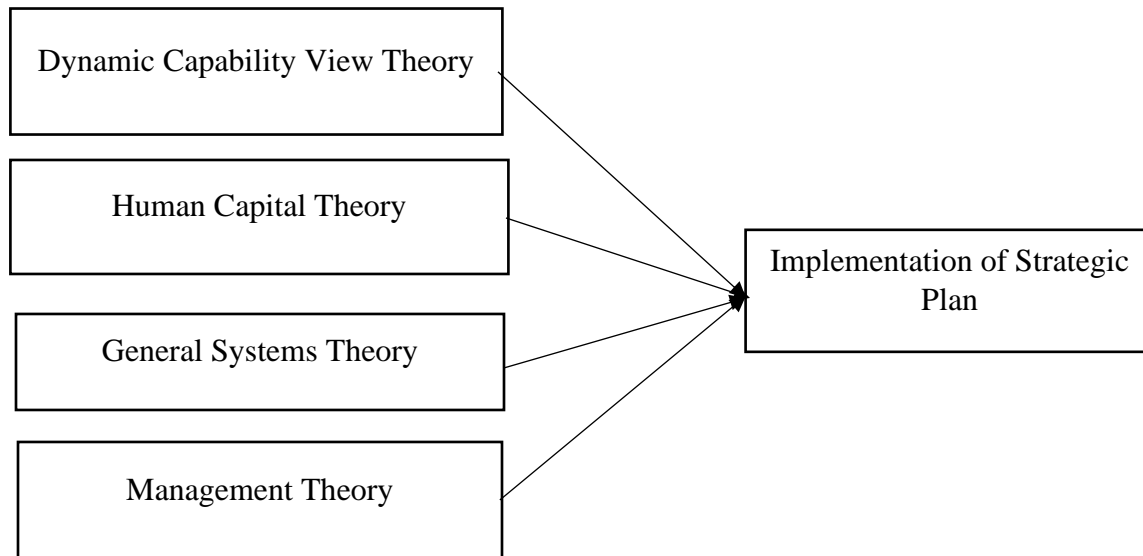 Dynamic Capability View Theory
Human Capital Theory
General Systems Theory
Management Theory
Implementation of Strategic
Plan